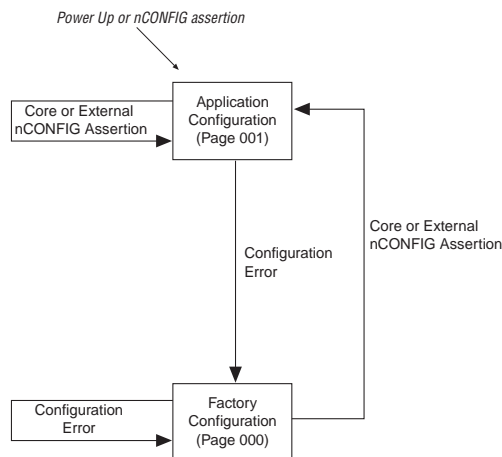 Power Up or nCONFIG assertion
Application
Configuration
(Page 001)
Core or External
nCONFIG Assertion
Core or External
nCONFIG Assertion
Configuration
Error
Factory
Configuration
(Page 000)
Configuration
Error